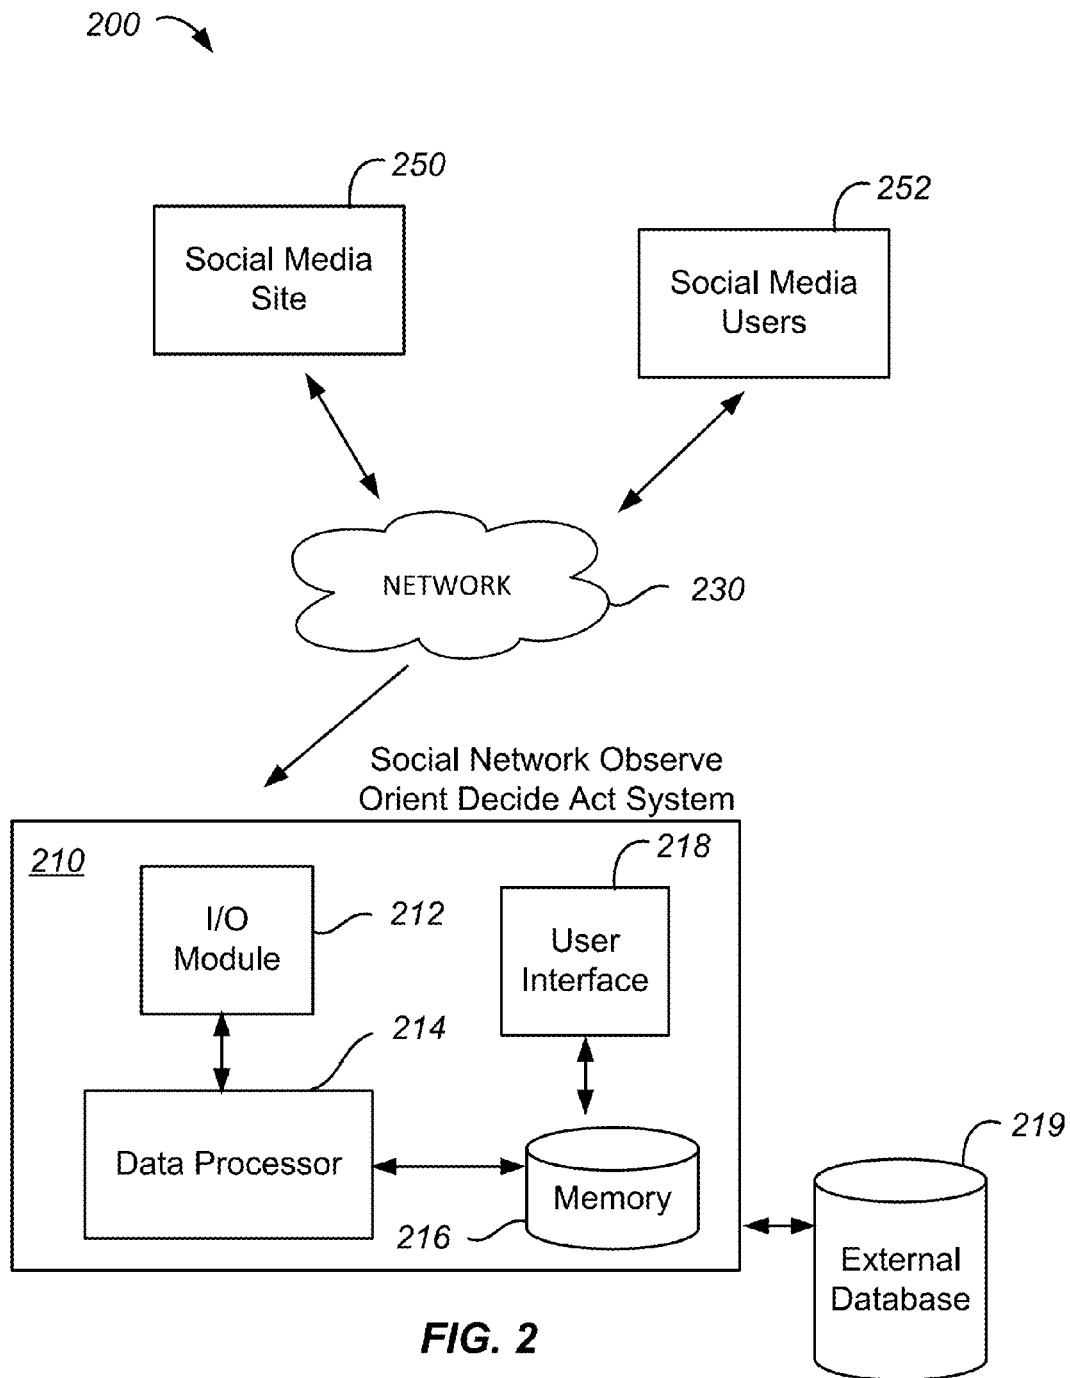 200
250
252
Social Media
Site
Social Media
Users
NETWORK
230
Social Network Observe
Orient Decide Act System
210
218
I/O
Module
212
User
Interface
214
Data Processor
Memory
216
219
External
Database
FIG. 2